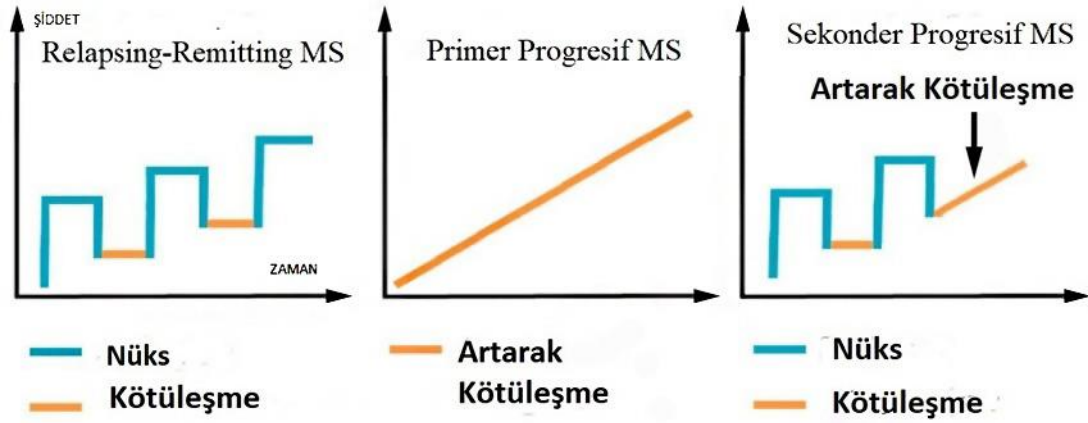 ŞİDDET
Relapsing-Remitting MS
ZAMAN
Nüks
Kötüleşme
Primer Progresif MS
Artarak
Kötüleşme
Sekonder Progresif MS
Artarak Kötüleşme
Nüks
Kötüleşme